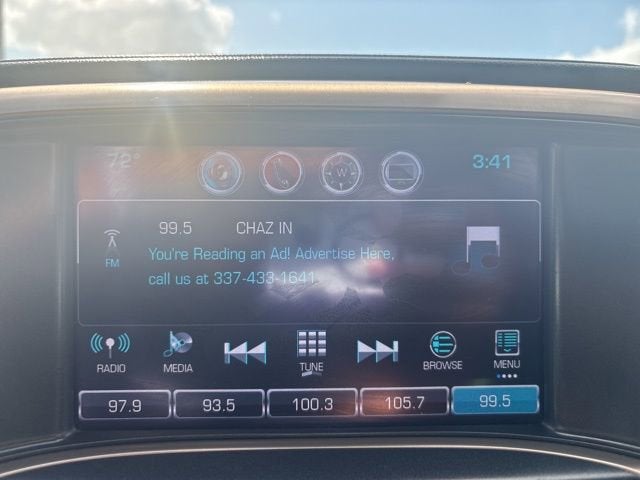 72° 3:41
W
99.5 CHAZ IN
FM
You're Reading an Ad! Advertise Here,
call us at 337-433-1641
RADIO MEDIA TUNE BROWSE MENU
97.9 93.5 100.3 105.7 99.5